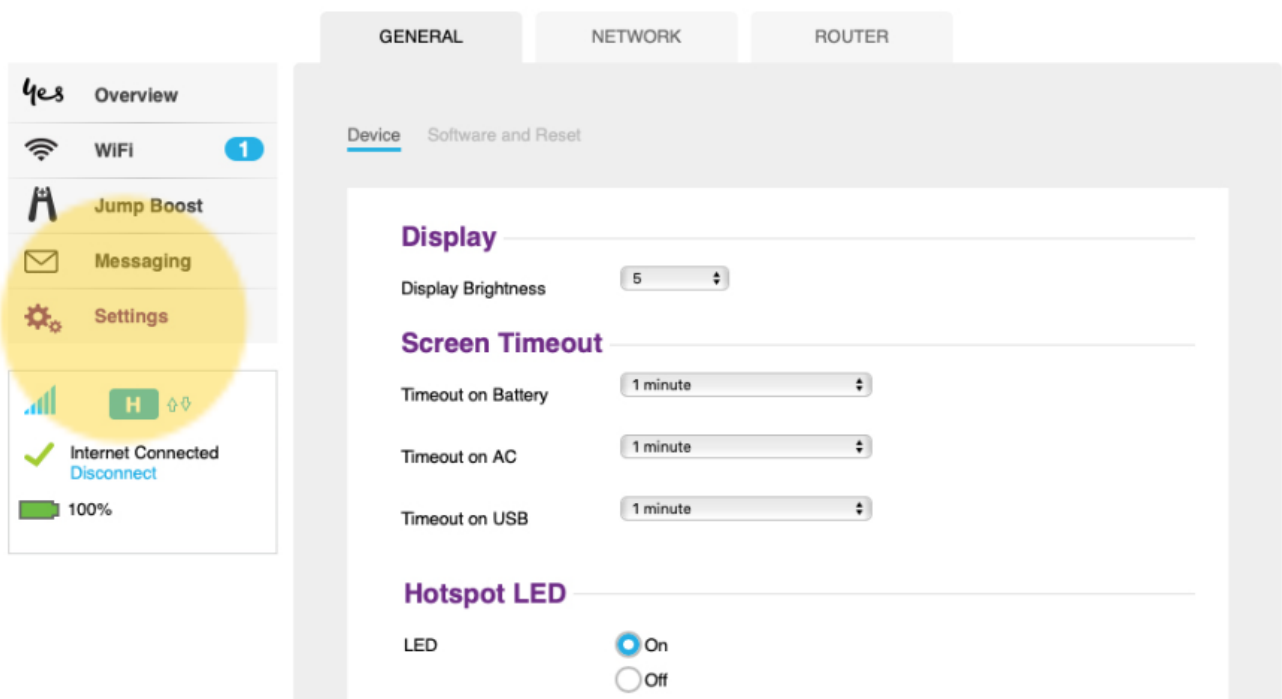 GENERAL NETWORK ROUTER
yes Overview
WiFi 1
Jump Boost
Messaging
Settings
H
Internet Connected
Disconnect
100%
Device Software and Reset
Display
Display Brightness 5
Screen Timeout
Timeout on Battery 1 minute
Timeout on AC 1 minute
Timeout on USB 1 minute
Hotspot LED
LED On
Off